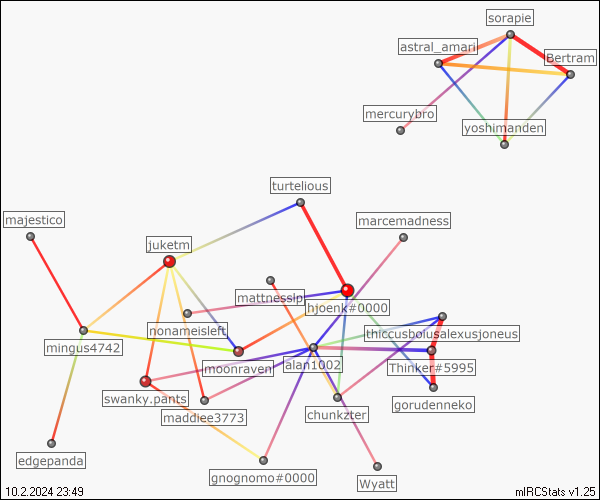 sorapie
astral_amari
Bertram
mercurybro
yoshimanden
turtelious
majestico
marcemadness
juketm
mattnesslp
hjoenk#0000
nonameisleft
thiccusbolusalexusjoneus
mingus4742
moonraven
alan1002
Thinker#5995
swanky.pants
gorudenneko
maddiee3773
chunkzter
edgepanda
gnognomo#0000
Wyatt
10.2.2024 23:49
mIRCStats v1.25